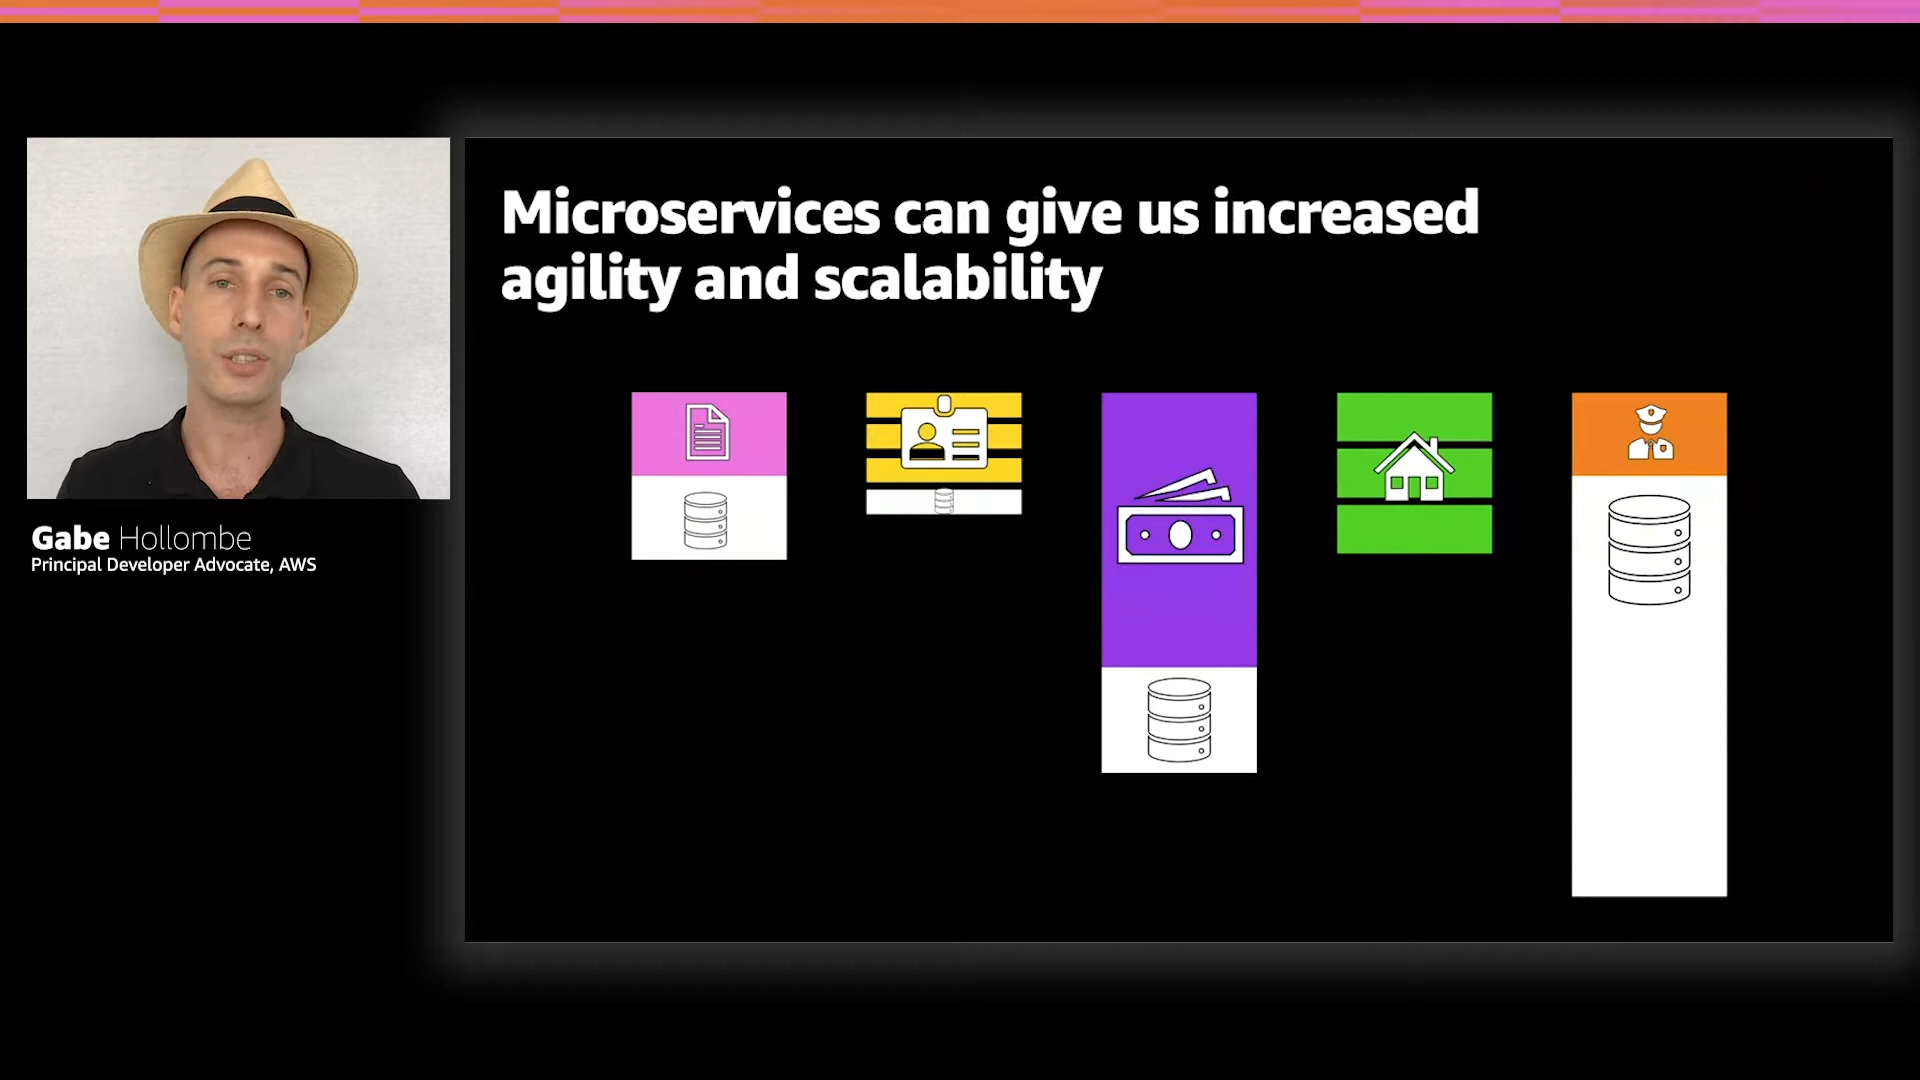 Microservices can give us increased
agility and scalability
Gabe Hollombe
Principal Developer Advocate, AWS